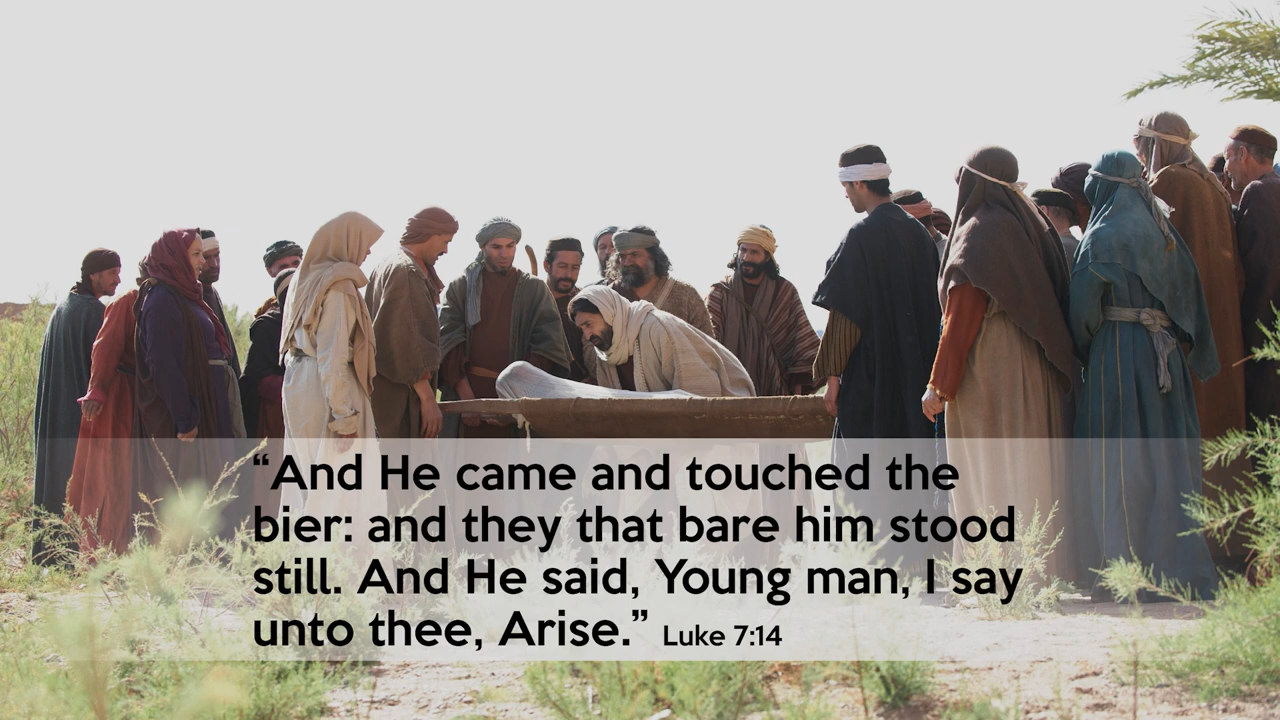 “And He came and touched the
bier: and they that bare him stood
still. And He said, Young man, I say
unto thee, Arise.” Luke 7:14